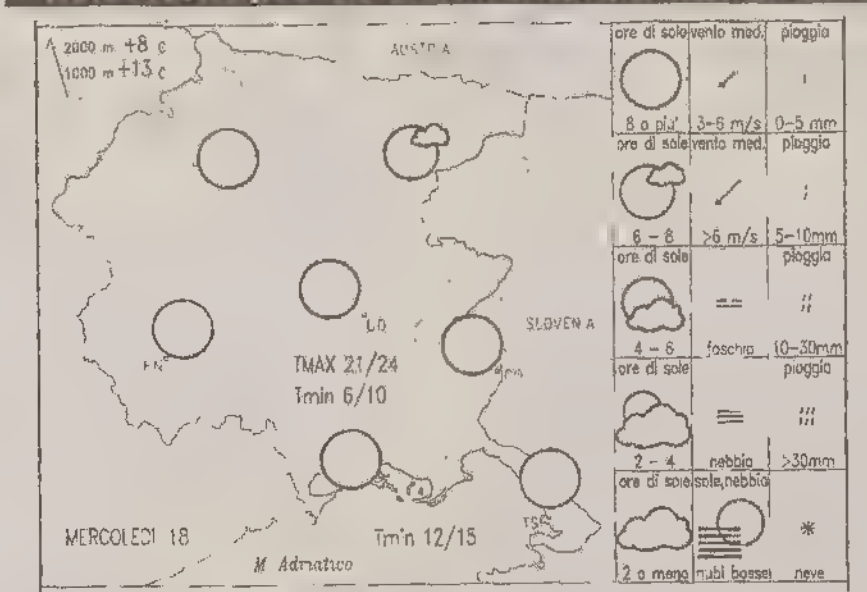 2000 m +8 c
1000 m +13 c
AUSTRIA
SLOVENIA
UD
PN
TMAX 21/24
Tmin 6/10
TS
MERCOLEDI 18
Tmin 12/15
M Adriatico
ore di sole vento med. pioggia
8 o piu' 3-6 m/s 0-5 mm
ore di sole vento med. pioggia
6 - 8 >6 m/s 5-10mm
ore di sole pioggia
4 - 6 foschia 10-30mm
ore di sole pioggia
2 - 4 nebbia >30mm
ore di sole sole,nebbia
2 o meno nubi basse neve